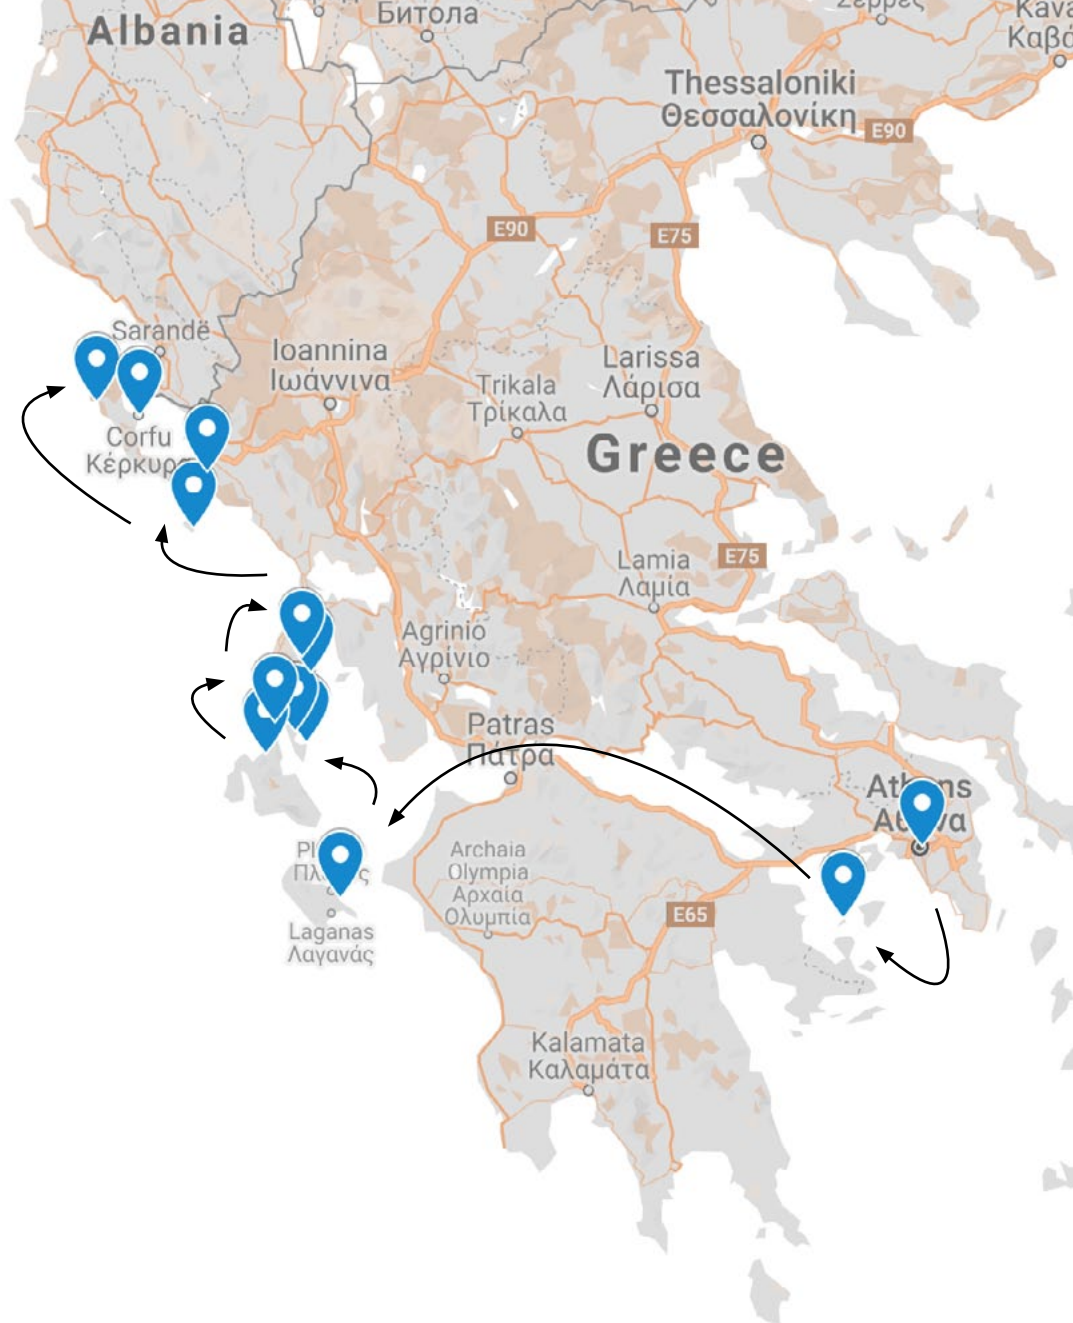 Битола
Albania
Thessaloniki
Θεσσαλονίκη
E90
E90
E75
Sarandë
Ioannina
Ιωάννινα
Larissa
Λάρισα
Trikala
Τρίκαλα
Corfu
Greece
E75
Lamia
Λαμία
Agrinio
Αγρίνιο
Patras
Πάτρα
Archaia
Olympia
Αρχαία
Ολυμπία
E65
Laganas
Λαγανάς
Kalamata
Καλαμάτα